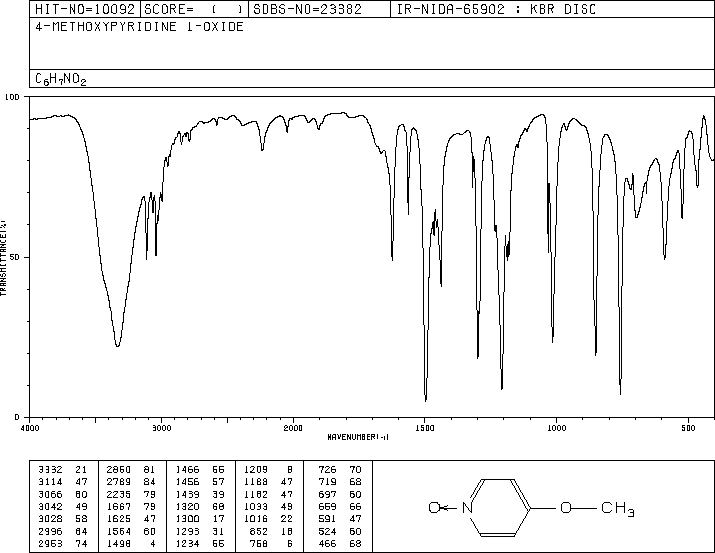 HIT-NO=10092 SCORE= ( ) SDBS-NO=23382 IR-NIDA-65902 : KBR DISC
4-METHOXYPYRIDINE 1-OXIDE
C6H7NO2
100
50
0
TRANSMITTANCE(%)
4000 3000 2000 1500 1000 500
WAVENUMBER(-1)
3332 21 2850 81 1466 66 1209 8 726 70
3114 47 2789 84 1456 57 1188 47 719 68
3066 60 2235 79 1439 39 1182 47 697 60
3042 49 1667 79 1320 68 1033 49 669 66
3028 58 1625 47 1300 17 1016 22 591 47
2996 64 1564 60 1293 31 852 18 524 60
2953 74 1498 4 1234 55 758 6 466 68
O N O CH3